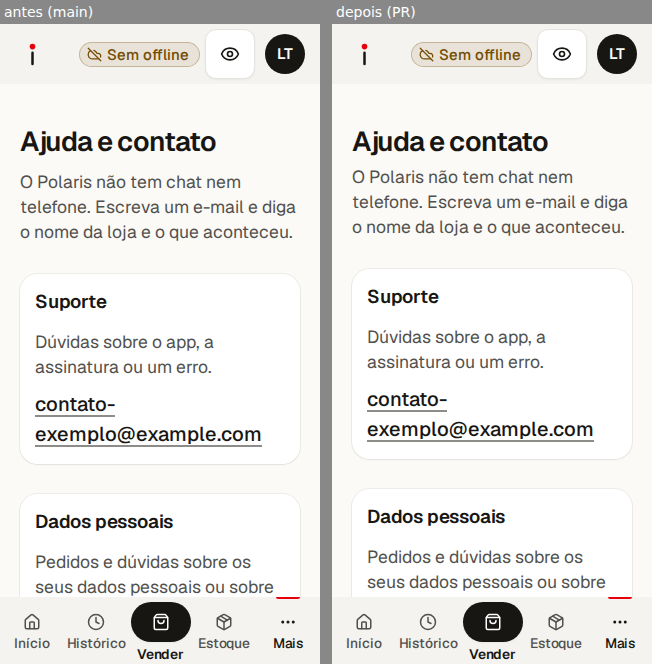 antes (main)
Sem offline
LT
Ajuda e contato
O Polaris não tem chat nem
telefone. Escreva um e-mail e diga
o nome da loja e o que aconteceu.
Suporte
Dúvidas sobre o app, a
assinatura ou um erro.
contato-
exemplo@example.com
Dados pessoais
Pedidos e dúvidas sobre os
seus dados pessoais ou sobre
Início
Histórico
Vender
Estoque
Mais
depois (PR)
Sem offline
LT
Ajuda e contato
O Polaris não tem chat nem
telefone. Escreva um e-mail e diga
o nome da loja e o que aconteceu.
Suporte
Dúvidas sobre o app, a
assinatura ou um erro.
contato-
exemplo@example.com
Dados pessoais
Pedidos e dúvidas sobre os
seus dados pessoais ou sobre
Início
Histórico
Vender
Estoque
Mais